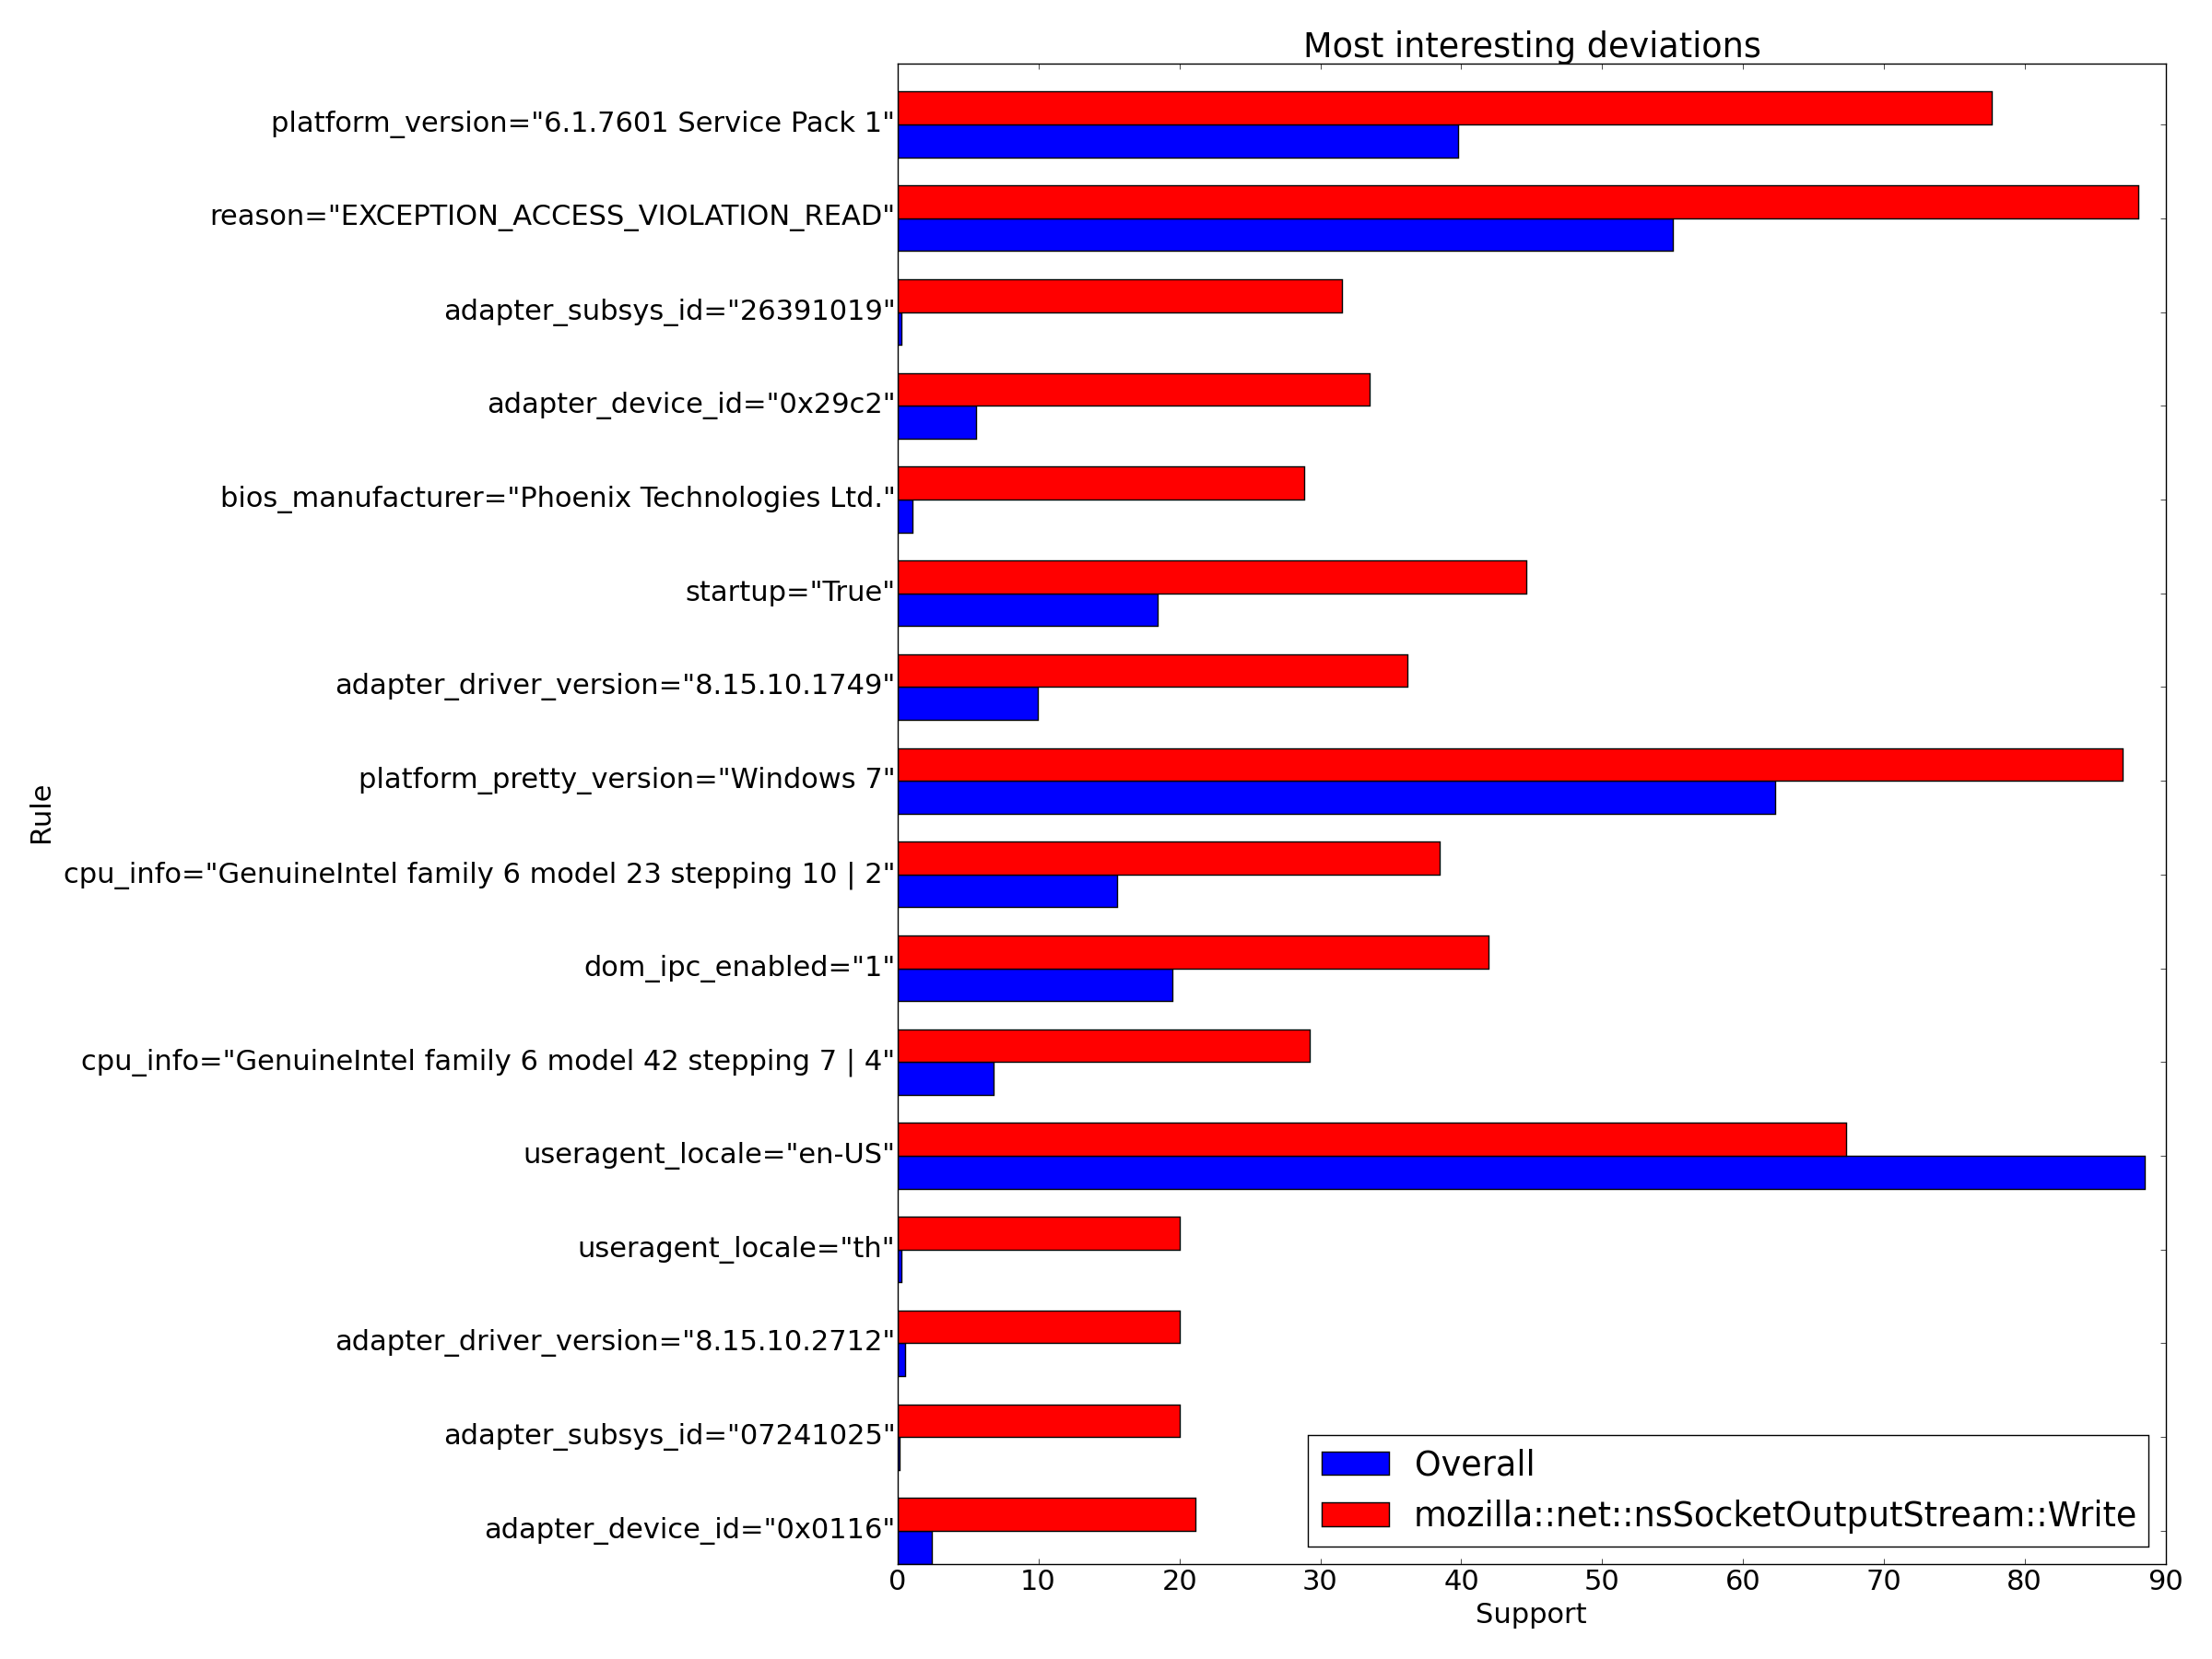 Most interesting deviations
platform_version="6.1.7601 Service Pack 1"
reason="EXCEPTION_ACCESS_VIOLATION_READ"
adapter_subsys_id="26391019"
adapter_device_id="0x29c2"
bios_manufacturer="Phoenix Technologies Ltd."
startup="True"
adapter_driver_version="8.15.10.1749"
platform_pretty_version="Windows 7"
Rule
cpu_info="GenuineIntel family 6 model 23 stepping 10 | 2"
dom_ipc_enabled="1"
cpu_info="GenuineIntel family 6 model 42 stepping 7 | 4"
useragent_locale="en-US"
useragent_locale="th"
adapter_driver_version="8.15.10.2712"
adapter_subsys_id="07241025"
adapter_device_id="0x0116"
Overall
mozilla::net::nsSocketOutputStream::Write
0 10 20 30 40 50 60 70 80 90
Support